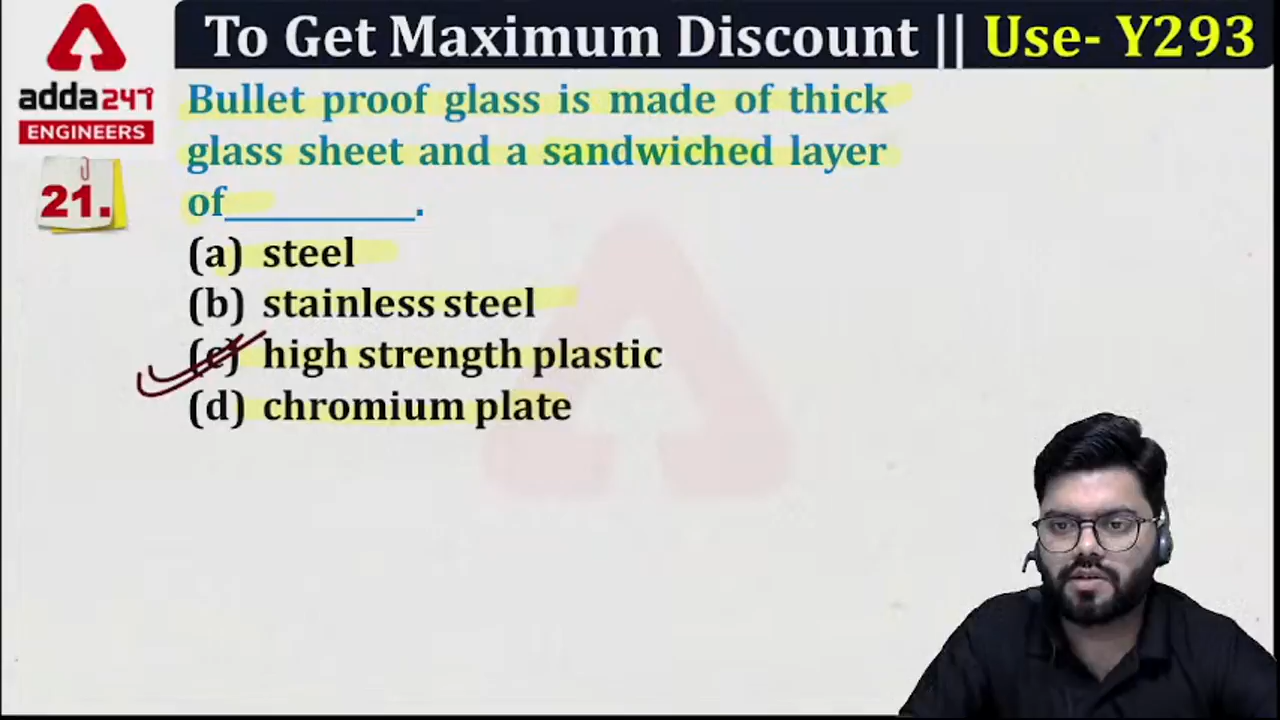 To Get Maximum Discount || Use- Y293
adda247
ENGINEERS
21.
Bullet proof glass is made of thick
glass sheet and a sandwiched layer
of__________.
(a) steel
(b) stainless steel
(c) high strength plastic
(d) chromium plate